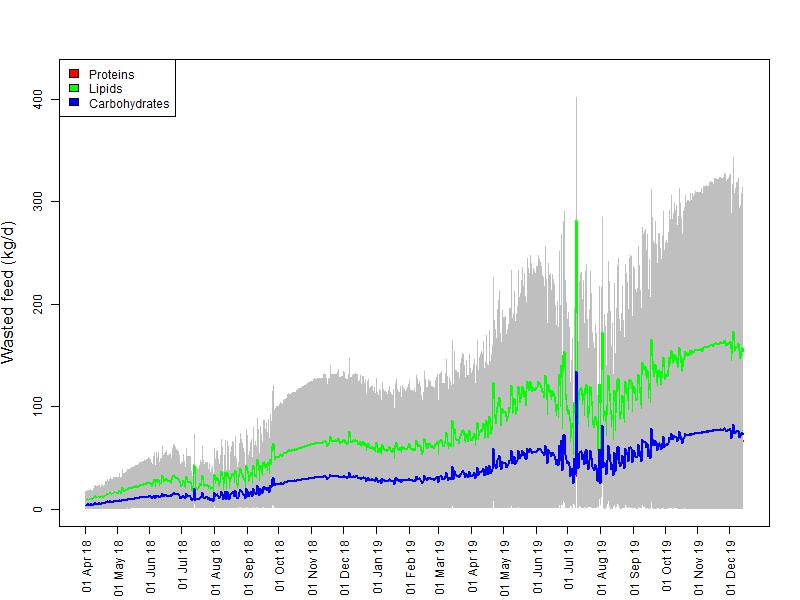 Proteins
Lipids
Carbohydrates
Wasted feed (kg/d)
400
300
200
100
0
01 Apr 18
01 May 18
01 Jun 18
01 Jul 18
01 Aug 18
01 Sep 18
01 Oct 18
01 Nov 18
01 Dec 18
01 Jan 19
01 Feb 19
01 Mar 19
01 Apr 19
01 May 19
01 Jun 19
01 Jul 19
01 Aug 19
01 Sep 19
01 Oct 19
01 Nov 19
01 Dec 19